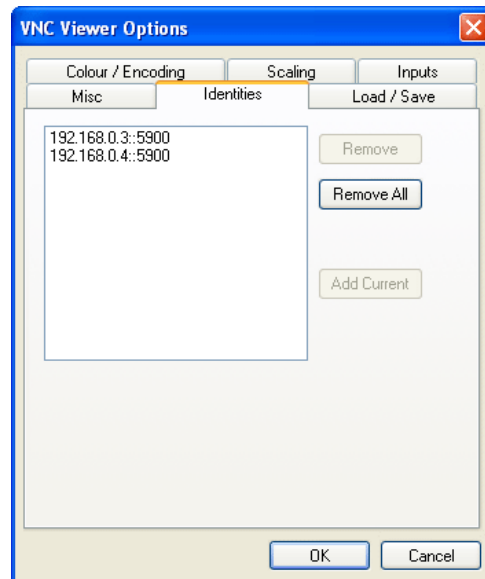 VNC Viewer Options
Colour / Encoding Scaling Inputs
Misc Identities Load / Save
192.168.0.3::5900
192.168.0.4::5900
Remove
Remove All
Add Current
OK Cancel